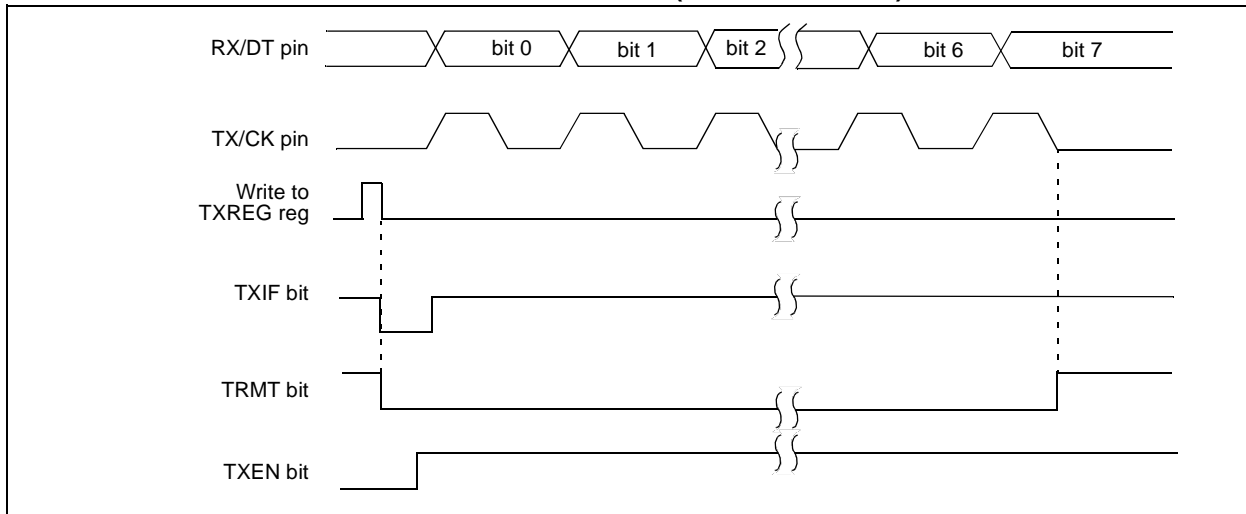 RX/DT pin
bit 0
bit 1
bit 2
bit 6
bit 7
TX/CK pin
Write to
TXREG reg
TXIF bit
TRMT bit
TXEN bit